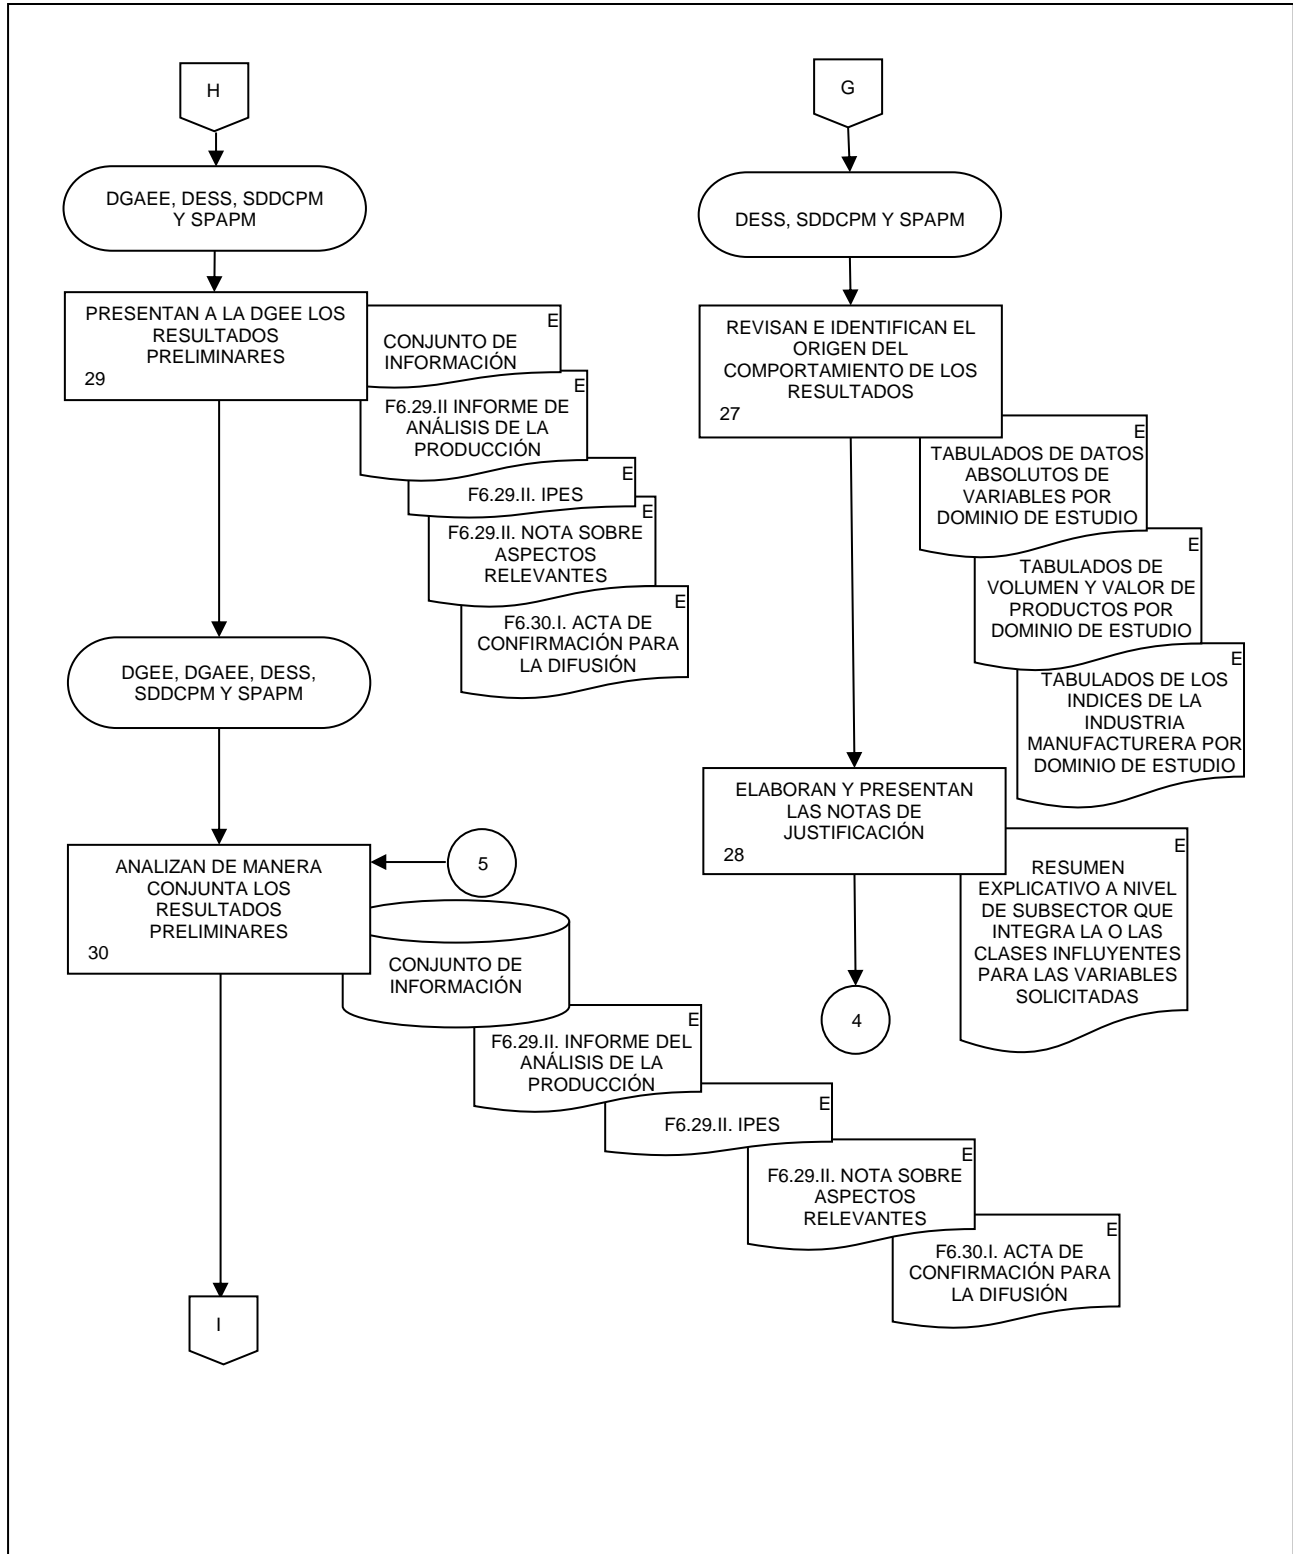 H
DGAEE, DESS, SDDCPM
Y SPAPM
PRESENTAN A LA DGEE LOS
RESULTADOS
PRELIMINARES
29
E
CONJUNTO DE
INFORMACIÓN
E
F6.29.II INFORME DE
ANÁLISIS DE LA
PRODUCCIÓN
E
F6.29.II. IPES
E
F6.29.II. NOTA SOBRE
ASPECTOS
RELEVANTES
E
F6.30.I. ACTA DE
CONFIRMACIÓN PARA
LA DIFUSIÓN
DGEE, DGAEE, DESS,
SDDCPM Y SPAPM
ANALIZAN DE MANERA
CONJUNTA LOS
RESULTADOS
PRELIMINARES
30
5
CONJUNTO DE
INFORMACIÓN
E
F6.29.II. INFORME DEL
ANÁLISIS DE LA
PRODUCCIÓN
E
F6.29.II. IPES
E
F6.29.II. NOTA SOBRE
ASPECTOS
RELEVANTES
E
F6.30.I. ACTA DE
CONFIRMACIÓN PARA
LA DIFUSIÓN
I
G
DESS, SDDCPM Y SPAPM
REVISAN E IDENTIFICAN EL
ORIGEN DEL
COMPORTAMIENTO DE LOS
RESULTADOS
27
E
TABULADOS DE DATOS
ABSOLUTOS DE
VARIABLES POR
DOMINIO DE ESTUDIO
E
TABULADOS DE
VOLUMEN Y VALOR DE
PRODUCTOS POR
DOMINIO DE ESTUDIO
E
TABULADOS DE LOS
INDICES DE LA
INDUSTRIA
MANUFACTURERA POR
DOMINIO DE ESTUDIO
ELABORAN Y PRESENTAN
LAS NOTAS DE
JUSTIFICACIÓN
28
E
RESUMEN
EXPLICATIVO A NIVEL
DE SUBSECTOR QUE
INTEGRA LA O LAS
CLASES INFLUYENTES
PARA LAS VARIABLES
SOLICITADAS
4